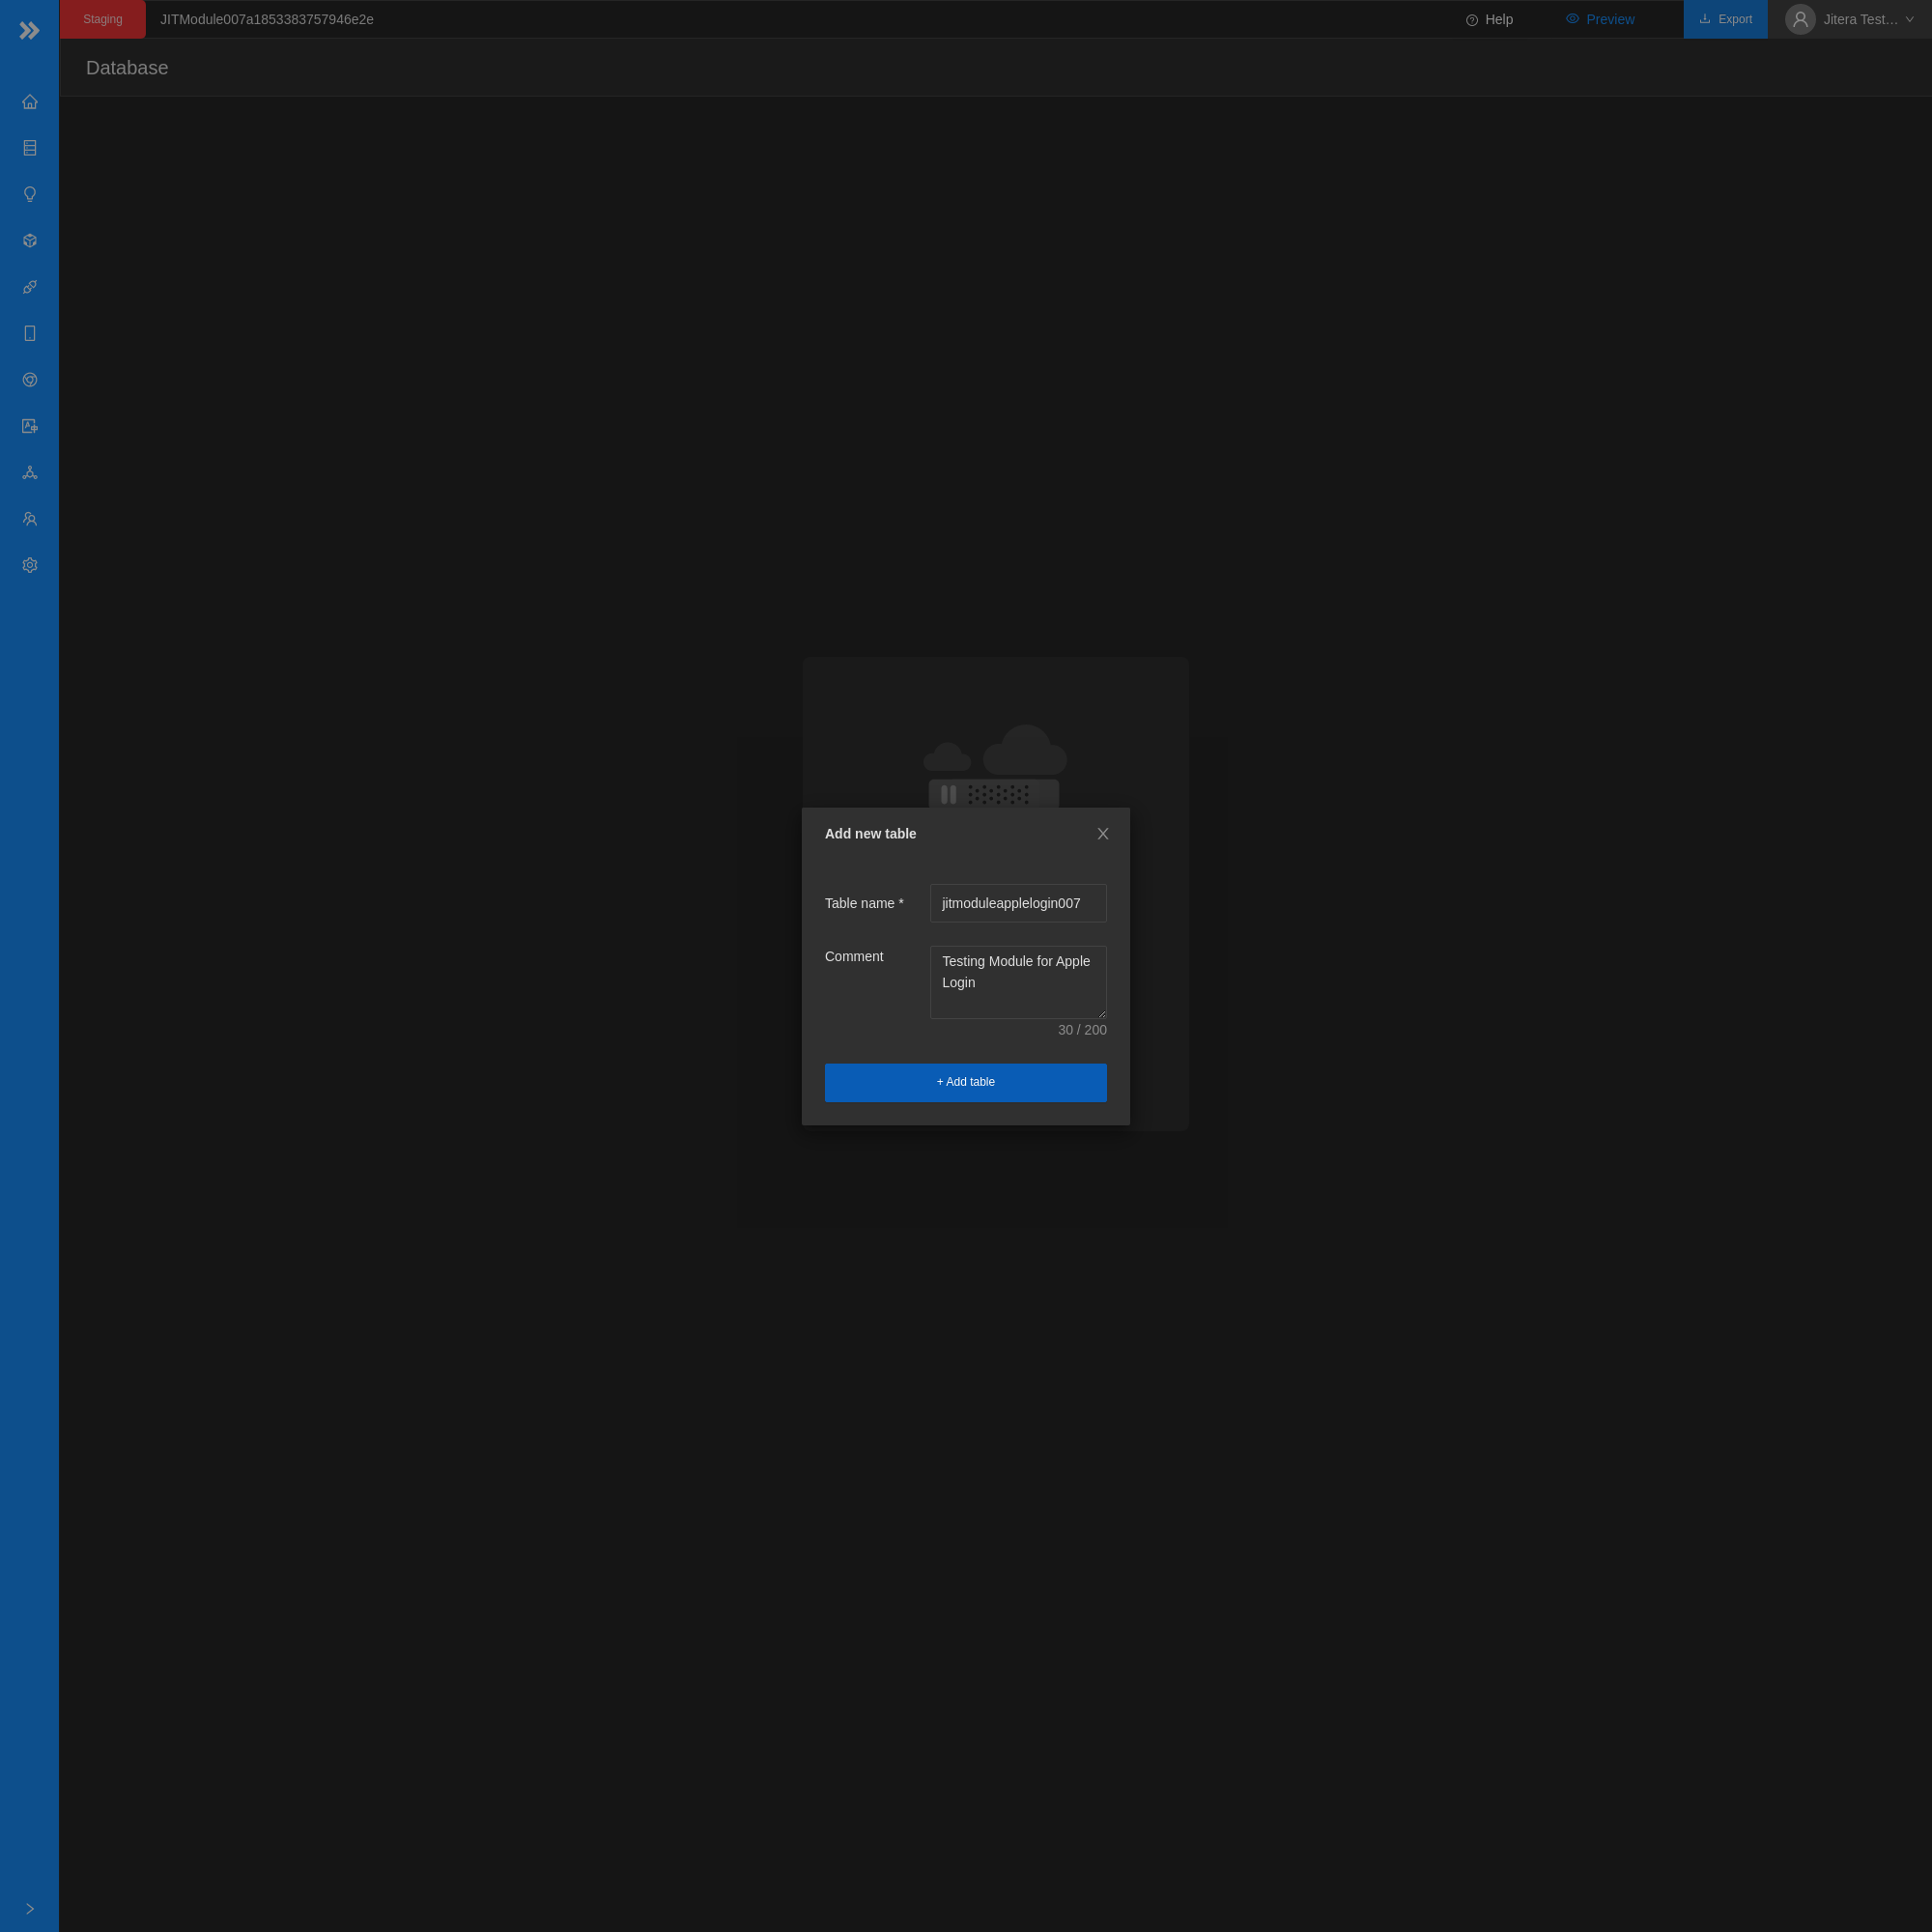 Staging
JITModule007a1853383757946e2e
Help
Preview
Export
Jitera Test…
Database
Add new table
Table name *
jitmoduleapplelogin007
Comment
Testing Module for Apple
Login
30 / 200
+ Add table